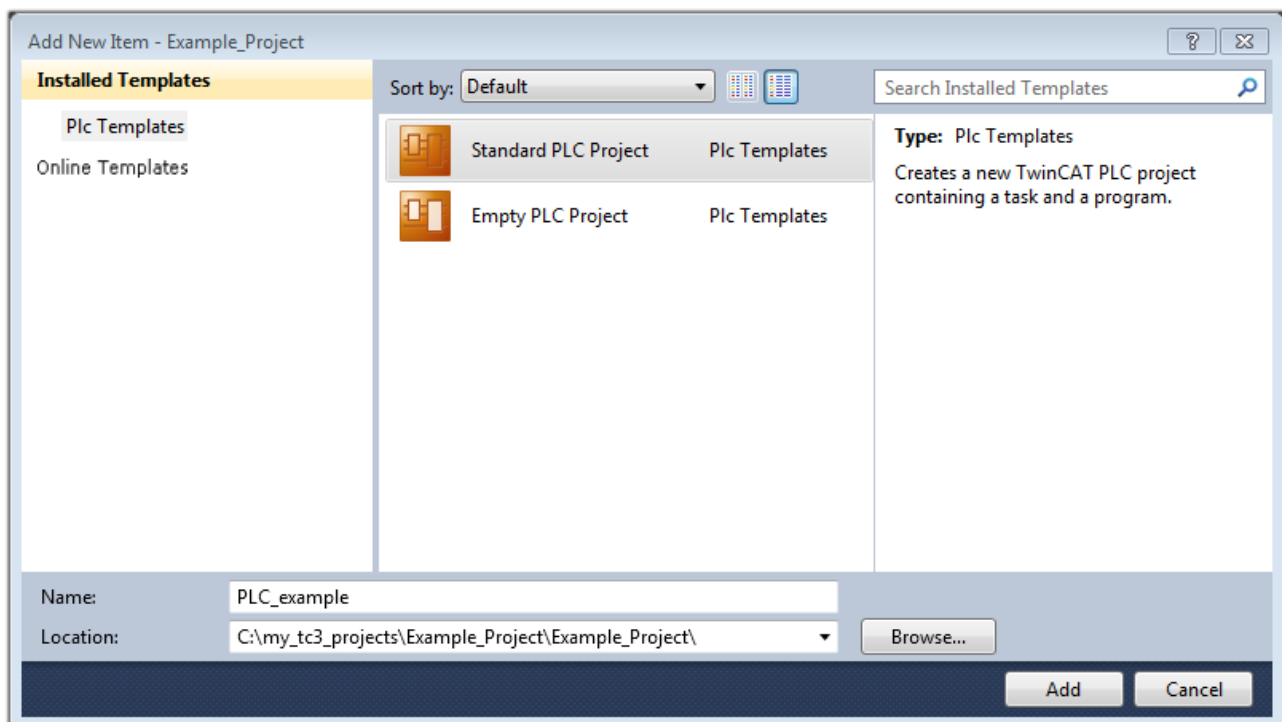 Add New Item - Example_Project
?
Installed Templates
Plc Templates
Online Templates
Sort by: Default
Search Installed Templates
Standard PLC Project Plc Templates
Empty PLC Project Plc Templates
Type: Plc Templates
Creates a new TwinCAT PLC project
containing a task and a program.
Name: PLC_example
Location: C:\my_tc3_projects\Example_Project\Example_Project\ Browse...
Add Cancel